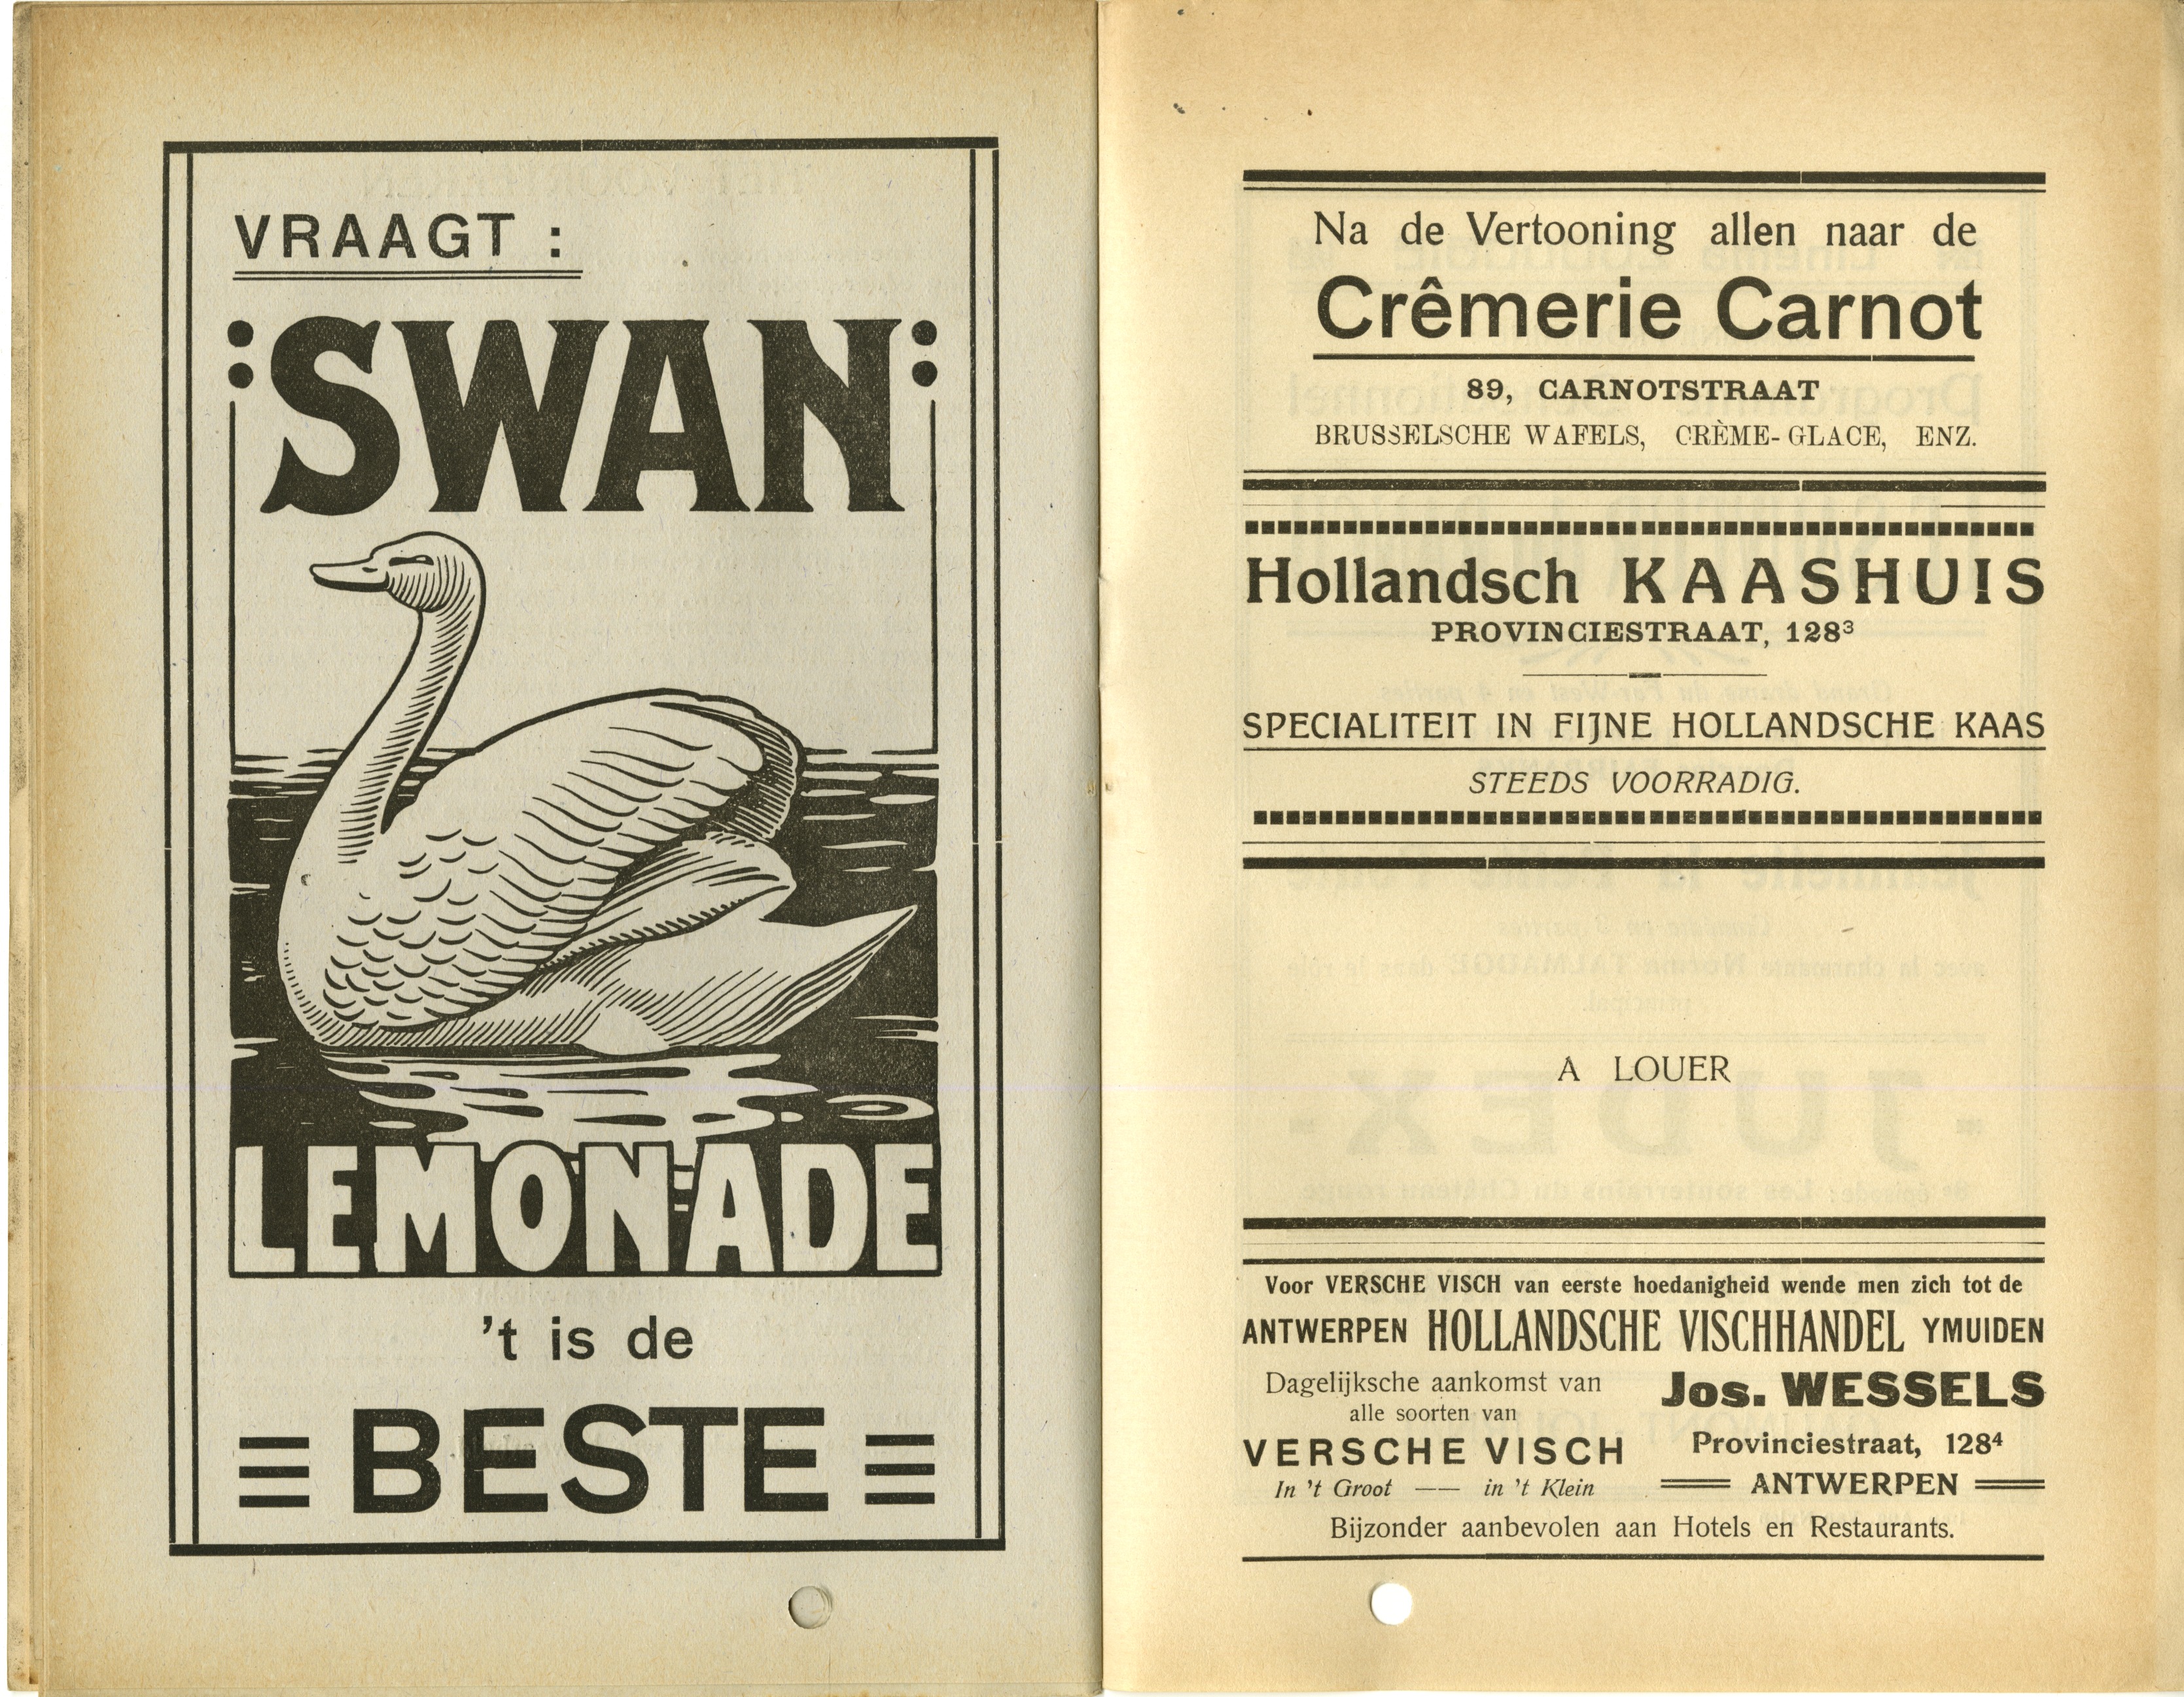 VRAAGT :
SWAN
LEMONADE
't is de
BESTE
Na de Vertooning allen naar de
Crêmerie Carnot
89, CARNOTSTRAAT
BRUSSELSCHE WAFELS, CRÈME-GLACE, ENZ.
Hollandsch KAASHUIS
PROVINCIESTRAAT, 128³
SPECIALITEIT IN FIJNE HOLLANDSCHE KAAS
STEEDS VOORRADIG.
A LOUER
Voor VERSCHE VISCH van eerste hoedanigheid wende men zich tot de
ANTWERPEN HOLLANDSCHE VISCHHANDEL YMUIDEN
Dagelijksche aankomst van
alle soorten van
VERSCHE VISCH
In 't Groot —— in 't Klein
Jos. WESSELS
Provinciestraat, 128⁴
ANTWERPEN
Bijzonder aanbevolen aan Hotels en Restaurants.